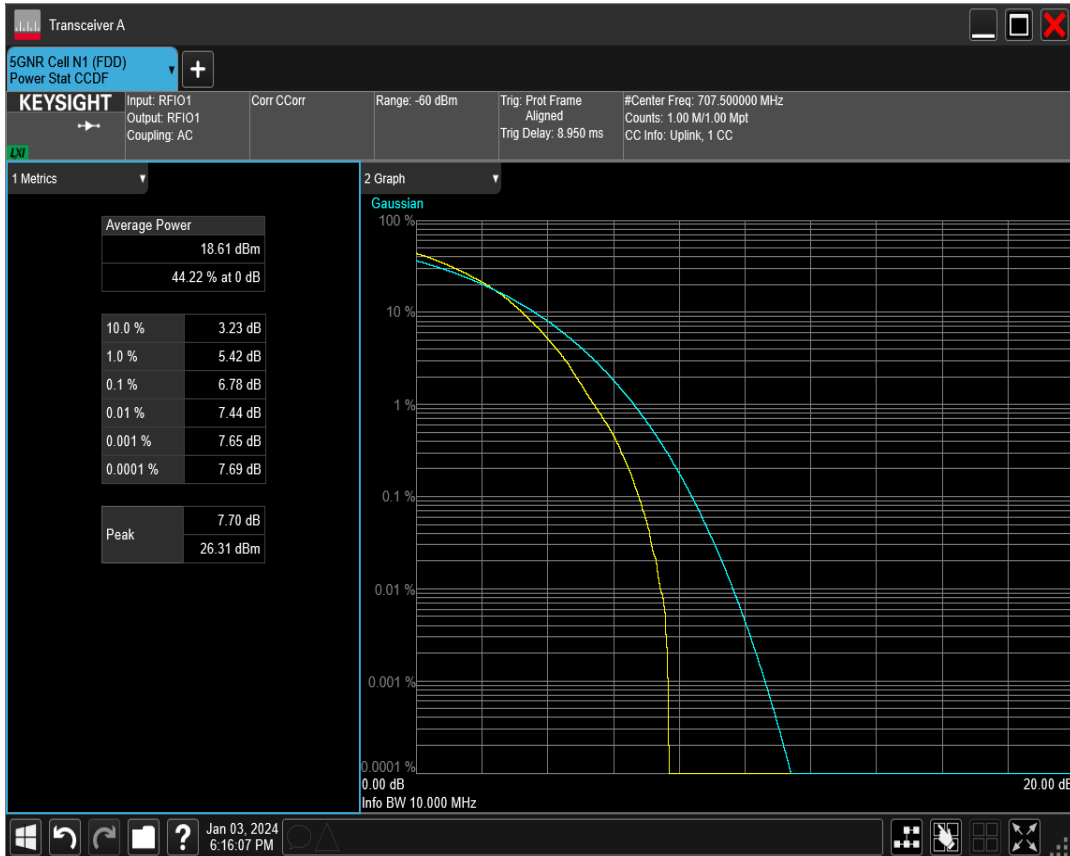 Transceiver A
5GNR Cell N1 (FDD)
Power Stat CCDF
+
KEYSIGHT
LXI
Input: RFIO1
Output: RFIO1
Coupling: AC
Corr CCorr
Range: -60 dBm
Trig: Prot Frame
Aligned
Trig Delay: 8.950 ms
#Center Freq: 707.500000 MHz
Counts: 1.00 M/1.00 Mpt
CC Info: Uplink, 1 CC
1 Metrics
Average Power
18.61 dBm
44.22 % at 0 dB
10.0 % 3.23 dB
1.0 % 5.42 dB
0.1 % 6.78 dB
0.01 % 7.44 dB
0.001 % 7.65 dB
0.0001 % 7.69 dB
Peak
7.70 dB
26.31 dBm
2 Graph
Gaussian
100 %
10 %
1 %
0.1 %
0.01 %
0.001 %
0.0001 %
0.00 dB 20.00 dB
Info BW 10.000 MHz
?
Jan 03, 2024
6:16:07 PM